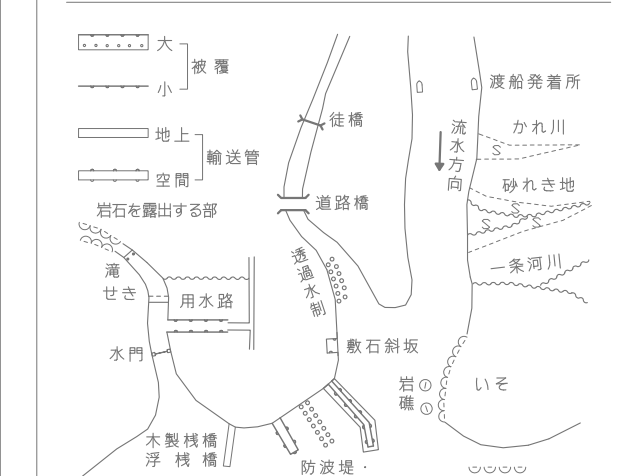 大
小
被覆
地上
空間
輸送管
岩石を露出する部
徒橋
道路橋
渡船発着所
流水方向
かれ川
砂れき地
一条河川
滝
せき
用水路
透過水制
水門
敷石斜坂
岩礁
いそ
木製桟橋
浮桟橋
防波堤・